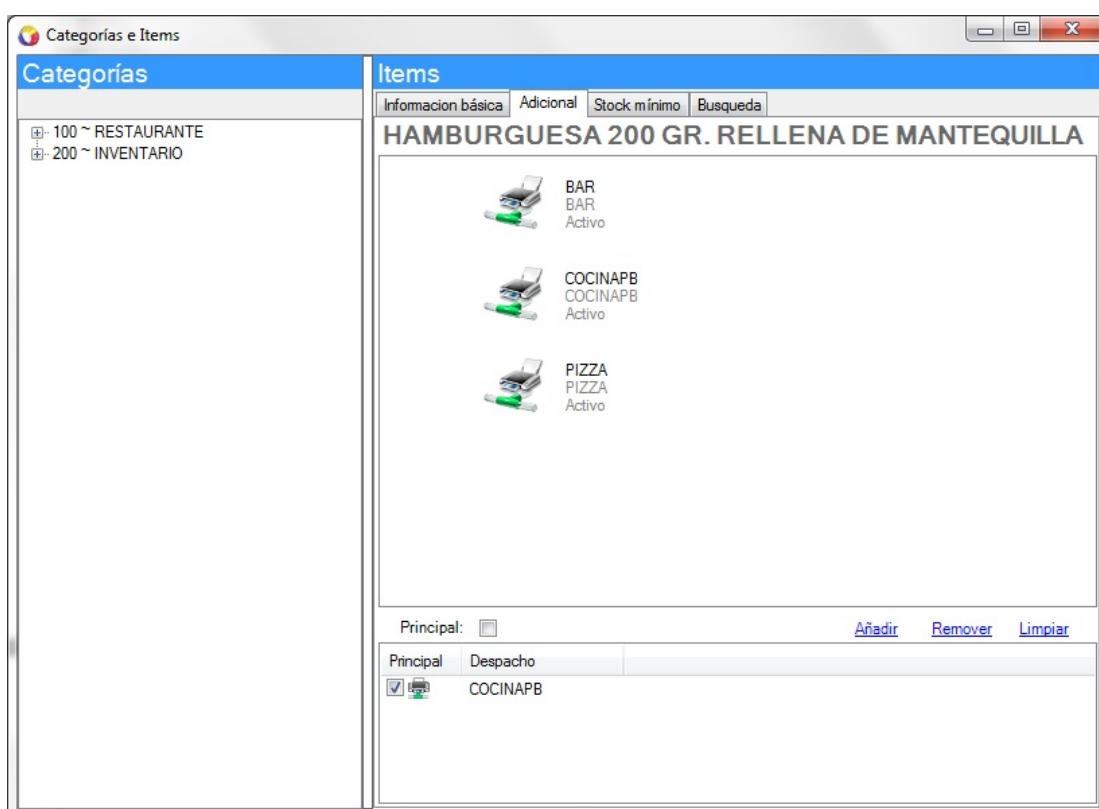 Categorías e Items
Categorías
100 ~ RESTAURANTE
200 ~ INVENTARIO
Items
Informacion básica Adicional Stock mínimo Busqueda
HAMBURGUESA 200 GR. RELLENA DE MANTEQUILLA
BAR
BAR
Activo
COCINAPB
COCINAPB
Activo
PIZZA
PIZZA
Activo
Principal: Añadir Remover Limpiar
Principal Despacho
COCINAPB